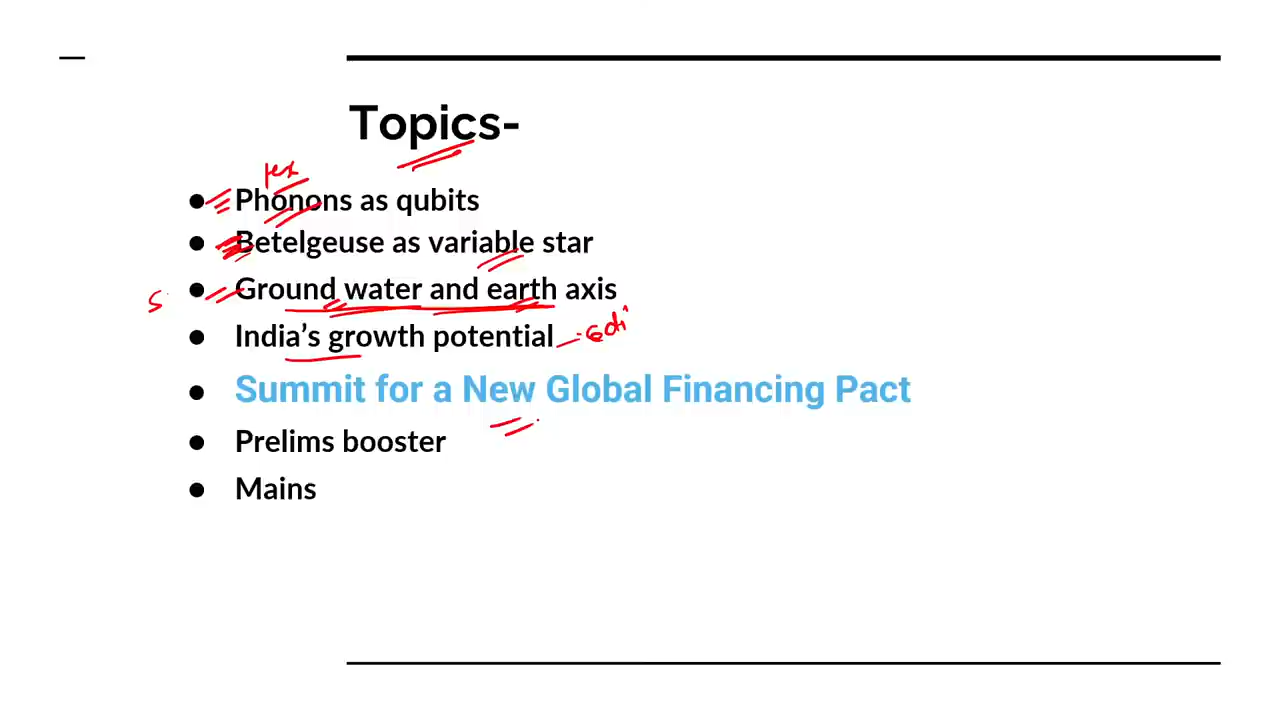 Topics-
● Phonons as qubits
● Betelgeuse as variable star
● Ground water and earth axis
● India's growth potential
● Summit for a New Global Financing Pact
● Prelims booster
● Mains